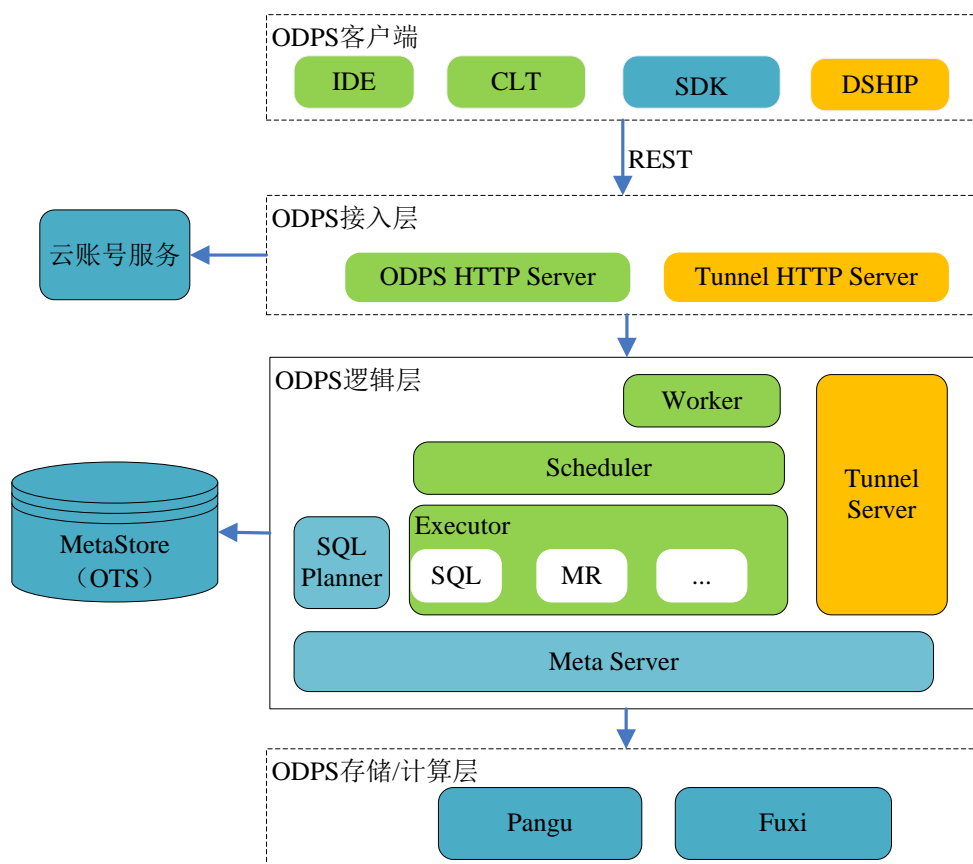 ODPS客户端
IDE
CLT
SDK
DSHIP
REST
ODPS接入层
云账号服务
ODPS HTTP Server
Tunnel HTTP Server
ODPS逻辑层
Worker
Scheduler
Tunnel
Server
MetaStore
（OTS）
SQL
Planner
Executor
SQL
MR
...
Meta Server
ODPS存储/计算层
Pangu
Fuxi